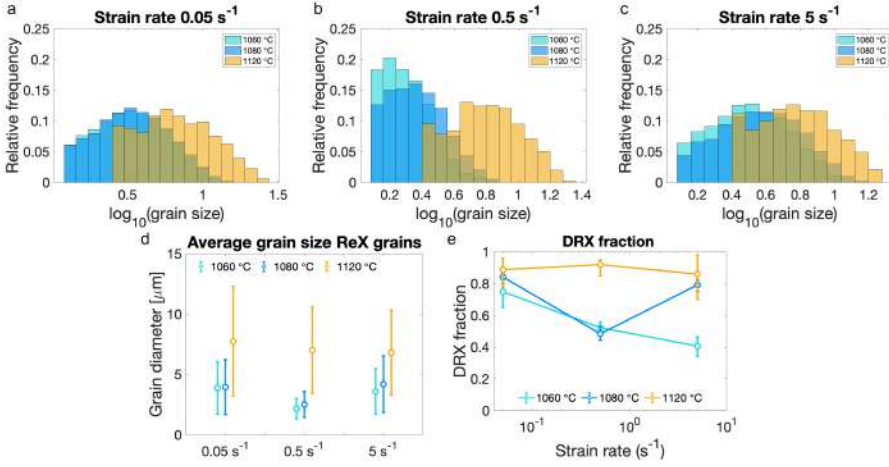 a
Strain rate 0.05 s⁻¹
1060 °C
1080 °C
1120 °C
0.25
0.2
0.15
0.1
0.05
0
Relative frequency
0.5
1
1.5
log₁₀(grain size)
b
Strain rate 0.5 s⁻¹
1060 °C
1080 °C
1120 °C
0.25
0.2
0.15
0.1
0.05
0
Relative frequency
0.2
0.4
0.6
0.8
1
1.2
1.4
log₁₀(grain size)
c
Strain rate 5 s⁻¹
1060 °C
1080 °C
1120 °C
0.25
0.2
0.15
0.1
0.05
0
Relative frequency
0.2
0.4
0.6
0.8
1
1.2
log₁₀(grain size)
d
Average grain size ReX grains
1060 °C
1080 °C
1120 °C
15
10
5
0
Grain diameter [μm]
0.05 s⁻¹
0.5 s⁻¹
5 s⁻¹
e
DRX fraction
1
0.8
0.6
0.4
0.2
0
DRX fraction
1060 °C
1080 °C
1120 °C
10⁻¹
10⁰
10¹
Strain rate (s⁻¹)